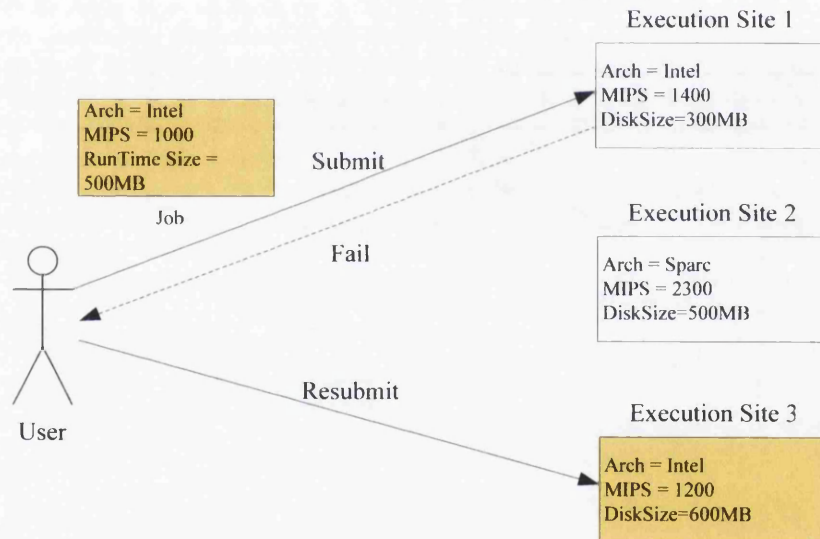 Execution Site 1
Arch = Intel
MIPS = 1400
DiskSize=300MB
Arch = Intel
MIPS = 1000
RunTime Size =
500MB
Job
Submit
Fail
Execution Site 2
Arch = Sparc
MIPS = 2300
DiskSize=500MB
Resubmit
User
Execution Site 3
Arch = Intel
MIPS = 1200
DiskSize=600MB